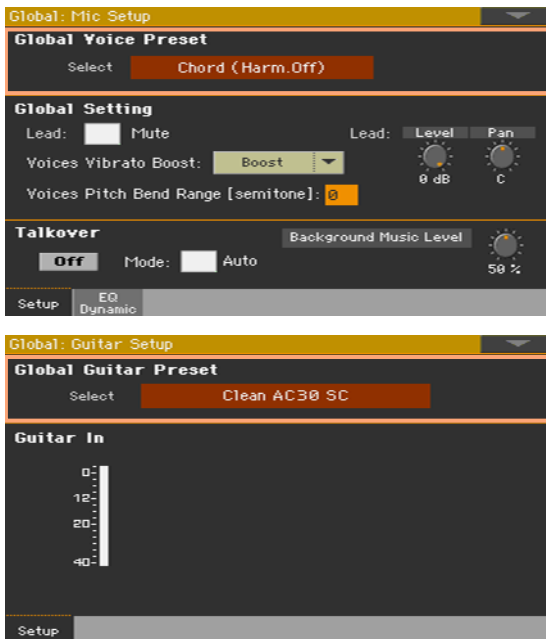 Global: Mic Setup
Global Voice Preset
Select Chord (Harm.Off)
Global Setting
Lead: Mute Lead: Level Pan
Voices Vibrato Boost: Boost
0 dB C
Voices Pitch Bend Range [semitone]: 0
Talkover Background Music Level
Off Mode: Auto
50 %
Setup EQ
Dynamic
Global: Guitar Setup
Global Guitar Preset
Select Clean AC30 SC
Guitar In
0
12
20
40
Setup